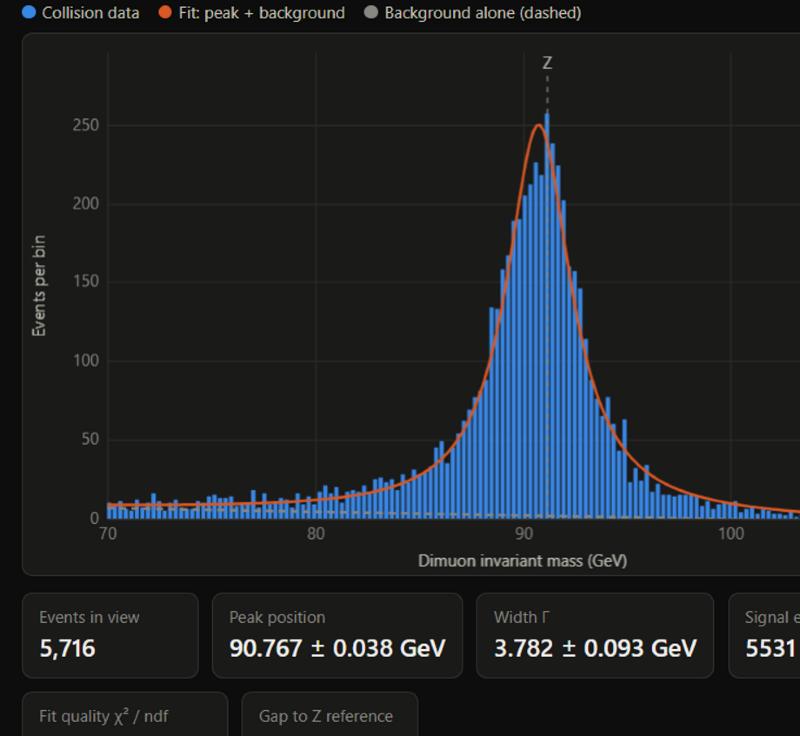 Collision data Fit: peak + background Background alone (dashed)
Z
250
200
150
100
50
0
Events per bin
70 80 90 100
Dimuon invariant mass (GeV)
Events in view Peak position Width Γ Signal
5,716 90.767 ± 0.038 GeV 3.782 ± 0.093 GeV 5531
Fit quality χ² / ndf Gap to Z reference